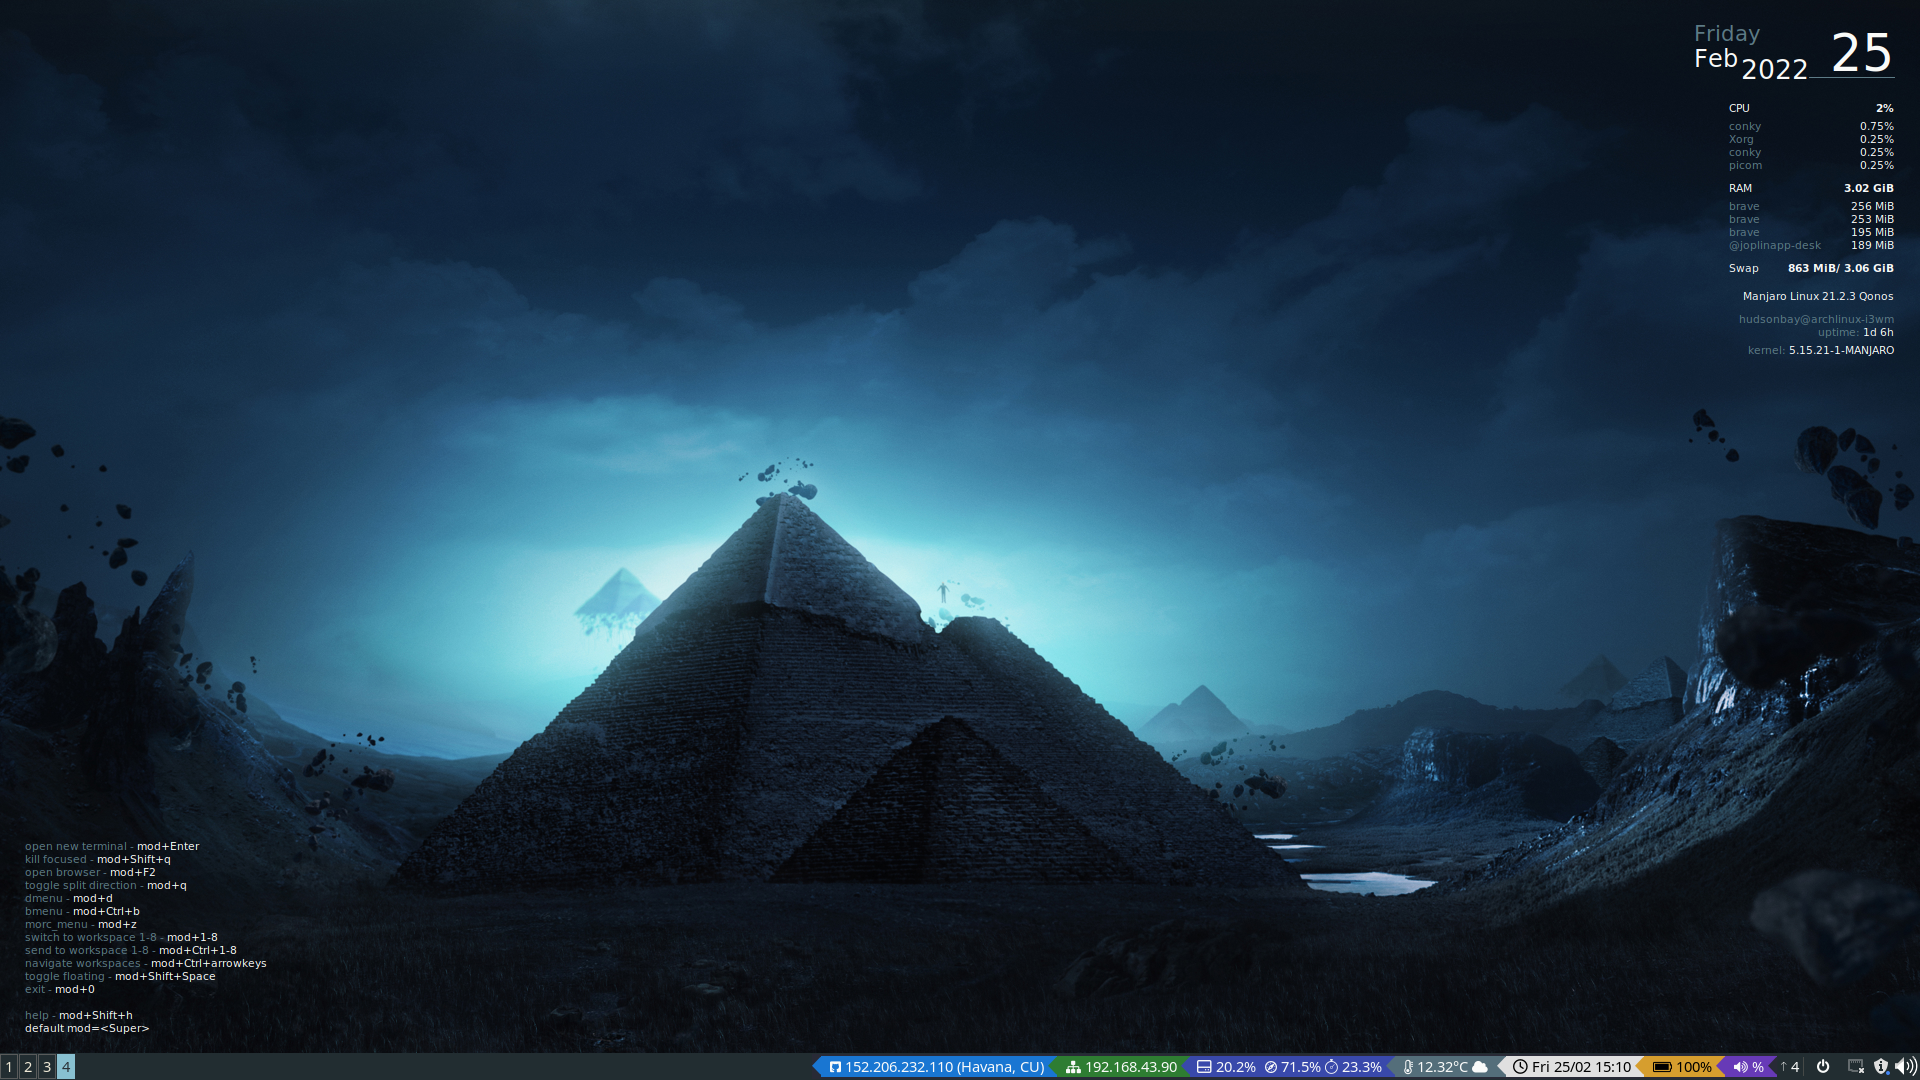 Friday
Feb 2022 25
CPU 2%
conky 0.75%
Xorg 0.25%
conky 0.25%
picom 0.25%
RAM 3.02 GiB
brave 256 MiB
brave 253 MiB
brave 195 MiB
@joplinapp-desk 189 MiB
Swap 863 MiB/ 3.06 GiB
Manjaro Linux 21.2.3 Qonos
hudsonbay@archlinux-i3wm
uptime: 1d 6h
kernel: 5.15.21-1-MANJARO
open new terminal - mod+Enter
kill focused - mod+Shift+q
open browser - mod+F2
toggle split direction - mod+q
dmenu - mod+d
bmenu - mod+Ctrl+b
morc_menu - mod+z
switch to workspace 1-8 - mod+1-8
send to workspace 1-8 - mod+Ctrl+1-8
navigate workspaces - mod+Ctrl+arrowkeys
toggle floating - mod+Shift+Space
exit - mod+0
help - mod+Shift+h
default mod=<Super>
1 2 3 4 152.206.232.110 (Havana, CU) 192.168.43.90 20.2% 71.5% 23.3% 12.32°C Fri 25/02 15:10 100% % ↑ 4